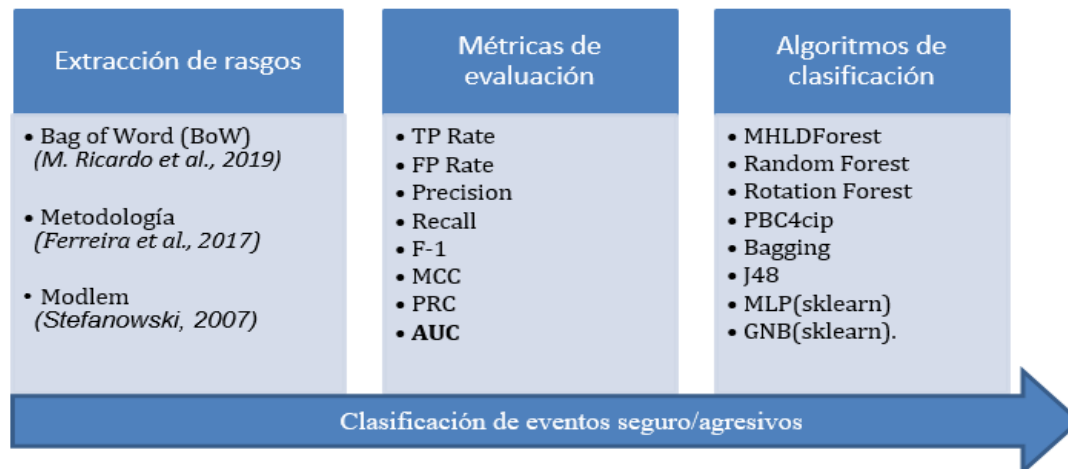 Extracción de rasgos
• Bag of Word (BoW)
(M. Ricardo et al., 2019)
• Metodología
(Ferreira et al., 2017)
• Modlem
(Stefanowski, 2007)
Métricas de
evaluación
• TP Rate
• FP Rate
• Precision
• Recall
• F-1
• MCC
• PRC
• AUC
Algoritmos de
clasificación
• MHLDForest
• Random Forest
• Rotation Forest
• PBC4cip
• Bagging
• J48
• MLP(sklearn)
• GNB(sklearn).
Clasificación de eventos seguro/agresivos